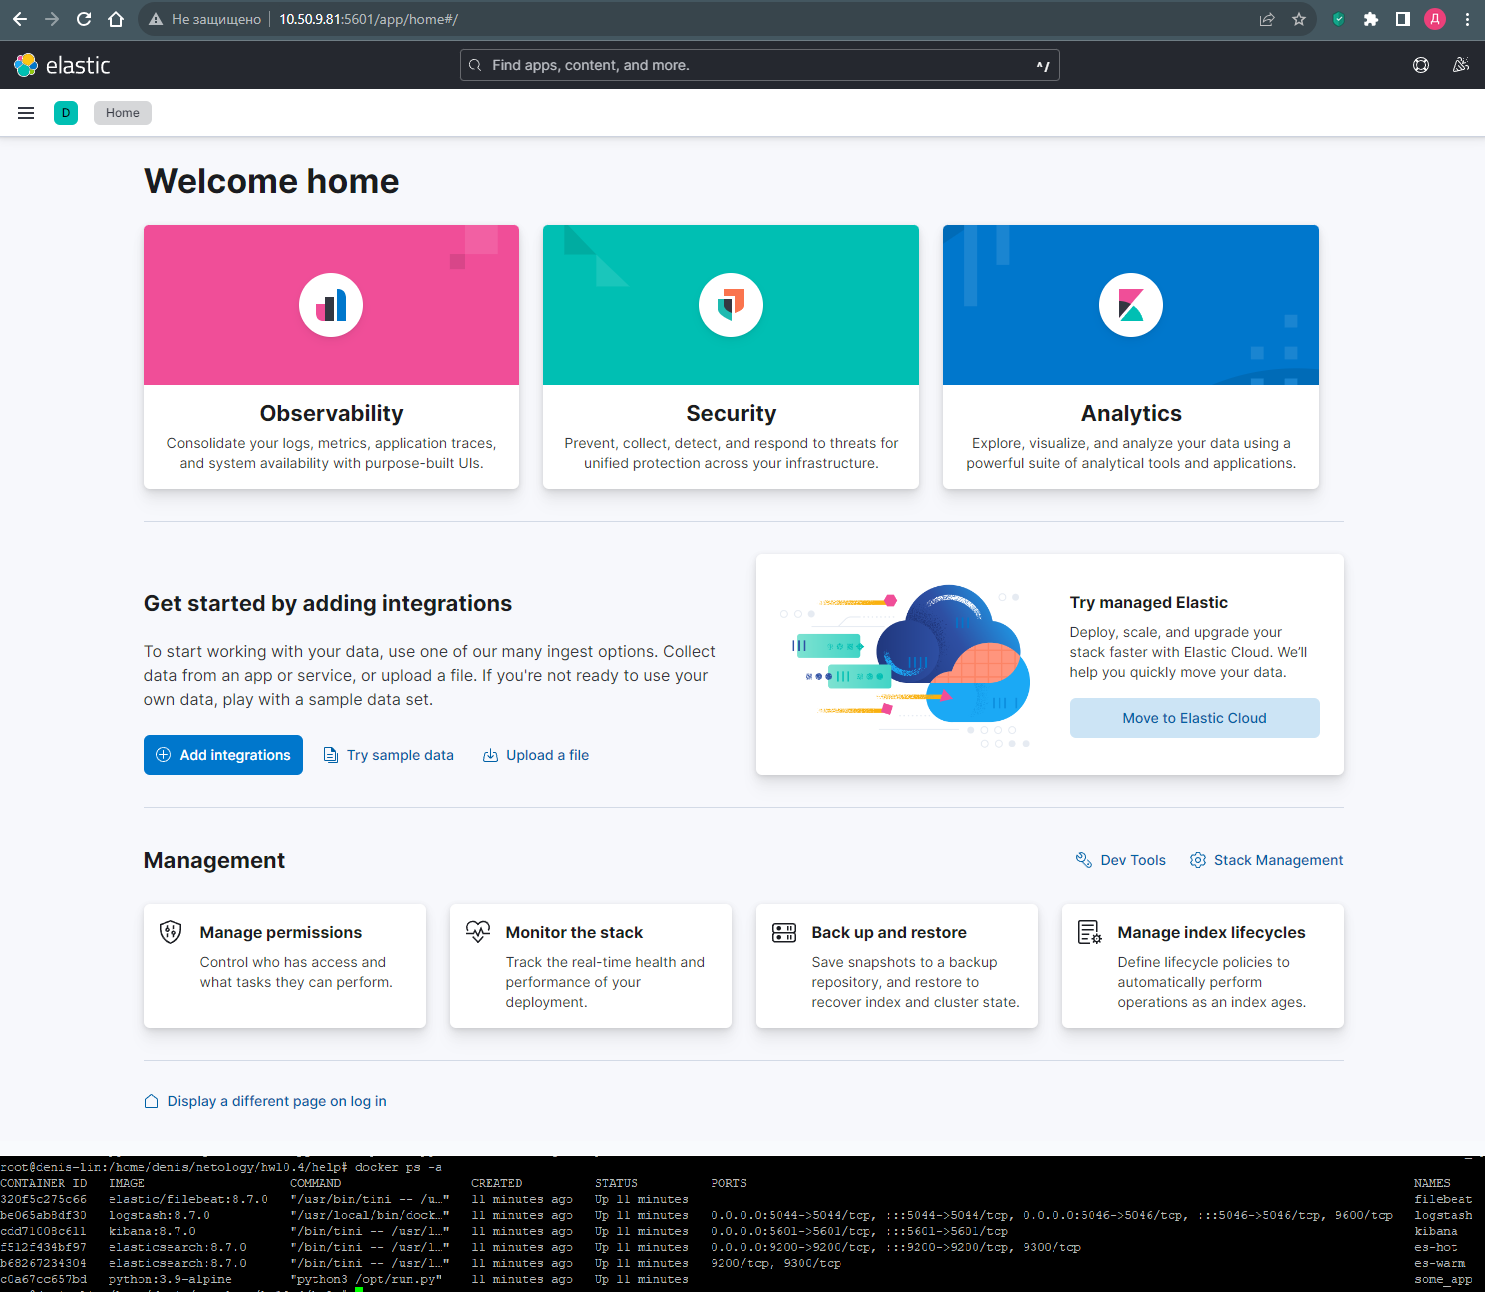 Не защищено
10.50.9.81:5601/app/home#/
Д
elastic
Find apps, content, and more.
^/
D
Home
Welcome home
Observability
Consolidate your logs, metrics, application traces,
and system availability with purpose-built UIs.
Security
Prevent, collect, detect, and respond to threats for
unified protection across your infrastructure.
Analytics
Explore, visualize, and analyze your data using a
powerful suite of analytical tools and applications.
Get started by adding integrations
To start working with your data, use one of our many ingest options. Collect
data from an app or service, or upload a file. If you're not ready to use your
own data, play with a sample data set.
Add integrations
Try sample data
Upload a file
Try managed Elastic
Deploy, scale, and upgrade your
stack faster with Elastic Cloud. We'll
help you quickly move your data.
Move to Elastic Cloud
Management
Dev Tools
Stack Management
Manage permissions
Control who has access and
what tasks they can perform.
Monitor the stack
Track the real-time health and
performance of your
deployment.
Back up and restore
Save snapshots to a backup
repository, and restore to
recover index and cluster state.
Manage index lifecycles
Define lifecycle policies to
automatically perform
operations as an index ages.
Display a different page on log in
root@denis-lin:/home/denis/netology/hw10.4/help# docker ps -a
CONTAINER ID IMAGE COMMAND CREATED STATUS PORTS NAMES
320f5c275c66 elastic/filebeat:8.7.0 "/usr/bin/tini -- /u…" 11 minutes ago Up 11 minutes filebeat
be065ab8df30 logstash:8.7.0 "/usr/local/bin/dock…" 11 minutes ago Up 11 minutes 0.0.0.0:5044->5044/tcp, :::5044->5044/tcp, 0.0.0.0:5046->5046/tcp, :::5046->5046/tcp, 9600/tcp logstash
cdd71008c611 kibana:8.7.0 "/bin/tini -- /usr/l…" 11 minutes ago Up 11 minutes 0.0.0.0:5601->5601/tcp, :::5601->5601/tcp kibana
f512f434bf97 elasticsearch:8.7.0 "/bin/tini -- /usr/l…" 11 minutes ago Up 11 minutes 0.0.0.0:9200->9200/tcp, :::9200->9200/tcp, 9300/tcp es-hot
b68267234304 elasticsearch:8.7.0 "/bin/tini -- /usr/l…" 11 minutes ago Up 11 minutes 9200/tcp, 9300/tcp es-warm
c0a67cc657bd python:3.9-alpine "python3 /opt/run.py" 11 minutes ago Up 11 minutes some_app